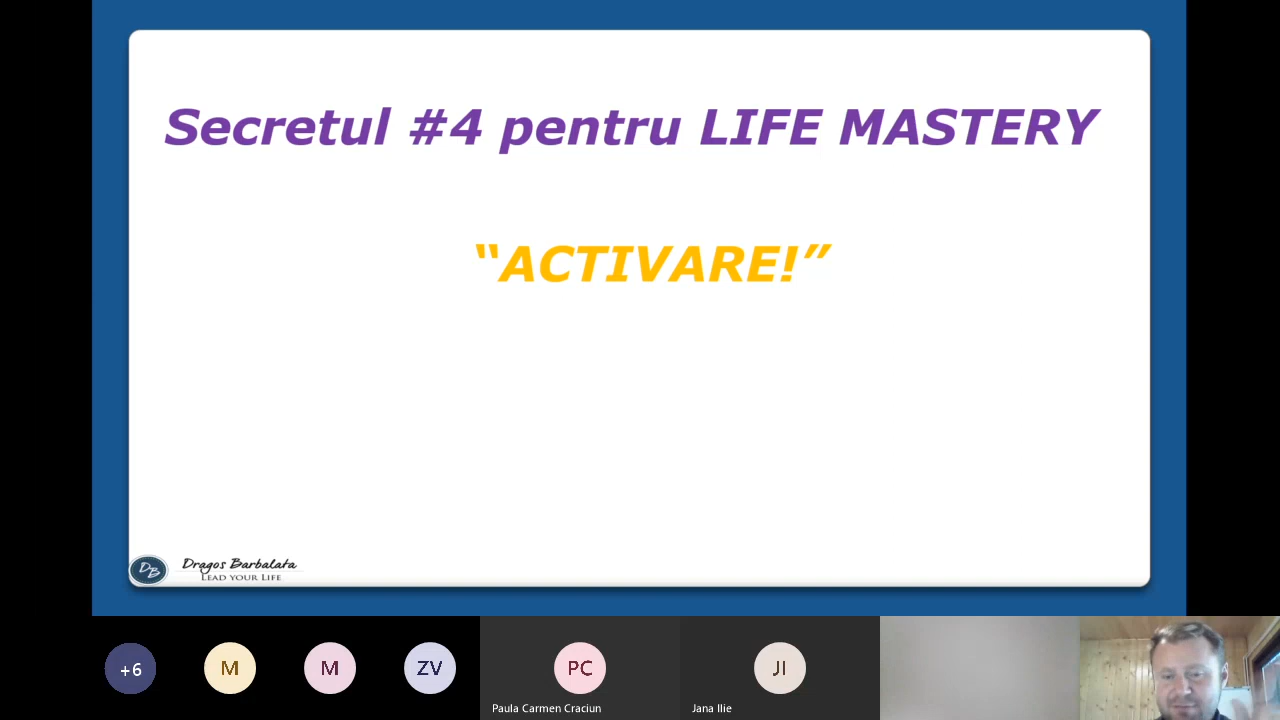 Secretul #4 pentru LIFE MASTERY
“ACTIVARE!”
DB
Dragos Barbalata
LEAD YOUR LIFE
+6
M
M
ZV
PC
JI
Paula Carmen Craciun
Jana Ilie